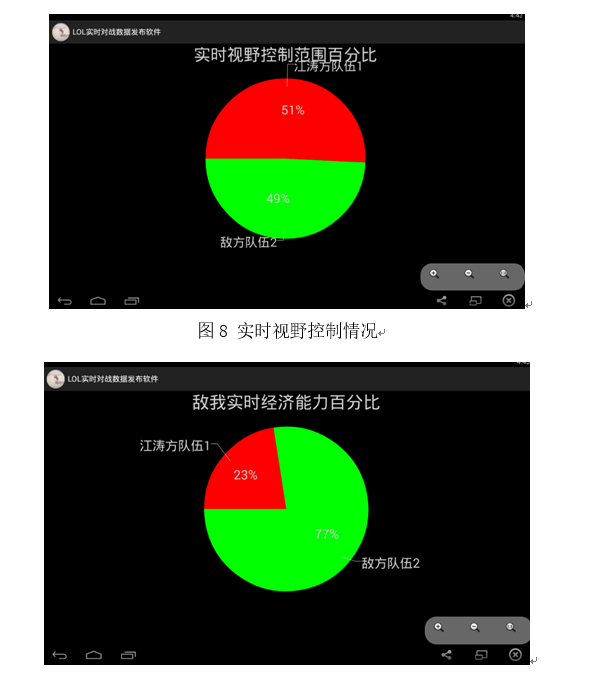 4:42
LOL实时对战数据发布软件
实时视野控制范围百分比
江涛方队伍1
51%
49%
敌方队伍2
图 8 实时视野控制情况
LOL实时对战数据发布软件
敌我实时经济能力百分比
江涛方队伍1
23%
77%
敌方队伍2